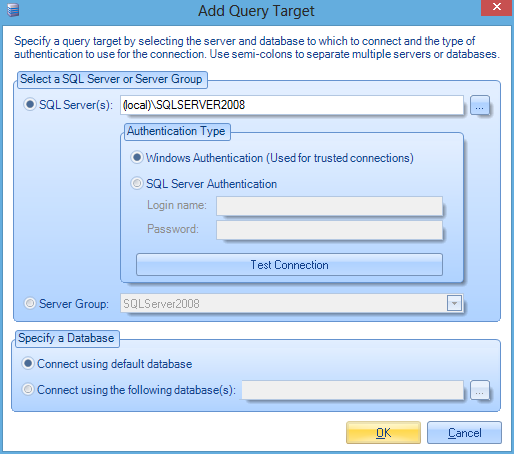 Add Query Target
Specify a query target by selecting the server and database to which to connect and the type of
authentication to use for the connection. Use semi-colons to separate multiple servers or databases.
Select a SQL Server or Server Group
SQL Server(s): (local)\SQLSERVER2008 ...
Authentication Type
Windows Authentication (Used for trusted connections)
SQL Server Authentication
Login name:
Password:
Test Connection
Server Group: SQLServer2008
Specify a Database
Connect using default database
Connect using the following database(s): ...
OK Cancel